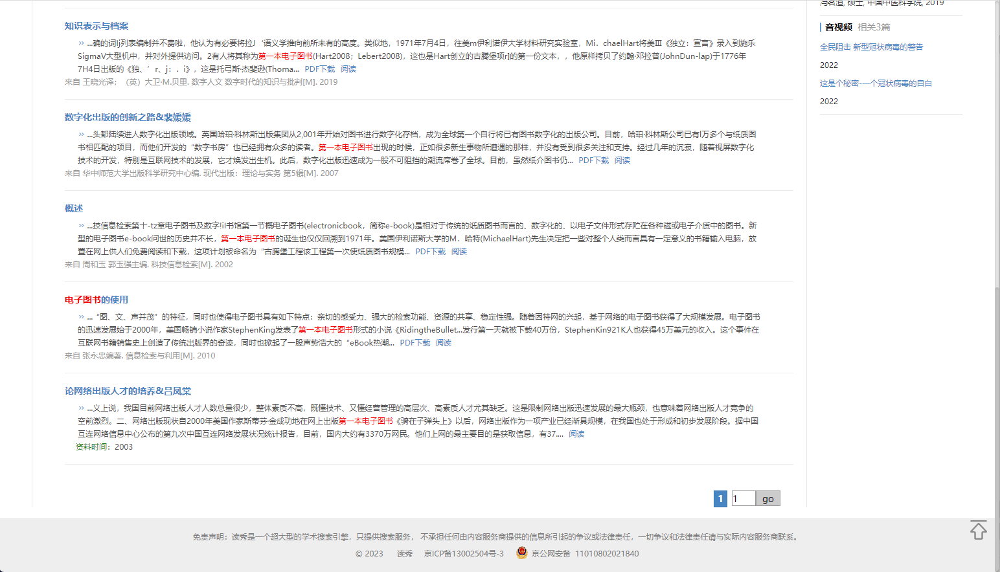 冯茗渲, 硕士, 中国中医科学院, 2019
知识表示与档案
›› ...确的词lj列表编制并不费啦，他认为有必要将拉J‘语义学推向前所未有的高度。类似地，1971年7月4日，往美m伊利诺伊大学材料研究实验室，Mi．chaelHart将美Ⅲ《独立：宣言》录入到施乐
SigmaV大型机中，并对外提供访问。2有人将其称为第一本电子图书(Hart2008；Lebert2008)，这也是Hart创立的古腾堡项r]的第一份文本，，他原样拷贝了约翰·邓拉普(JohnDun-lap)于1776年
7H4日出版的《独、’r、j：．i》，这是托弓斯·杰斐逊(Thoma... PDF下载 阅读
来自 王晓光译；（英）大卫·M.贝里. 数字人文 数字时代的知识与批判[M]. 2019
数字化出版的创新之路&裴媛媛
›› ...头都陆续进人数字化出版领域。英国哈珀·科林斯出版集团从2,001年开始对图书进行数字化存档，成为全球第一个自行将已有图书数字化的出版公司。目前，哈珀·科林斯公司已有l万多个与纸质图
书相匹配的项目，而他们开发的“数字书房”也已经拥有众多的读者。第一本电子图书出现的时候，正如很多新生事物所遭遇的那样，并没有受到很多关注和支持。经过几年的沉寂，随着视屏数字化
技术的开发，特别是互联网技术的发展，它才焕发出生机。此后，数字化出版迅速成为一股不可阻挡的潮流席卷了全球。目前，虽然纸介图书仍... PDF下载 阅读
来自 华中师范大学出版科学研究中心编. 现代出版：理论与实务 第5辑[M]. 2007
概述
›› ...技信息检索第十-tz章电子图书及数字!iI书馆第一节概电子图书(electronicbook，简称e-book)是相对于传统的纸质图书而言的、数字化的、以电子文件形式存贮在各种磁或电子介质中的图书。新
型的电子图书e-book问世的历史并不长，第一本电子图书的诞生也仅仅回溯到1971年。美国伊利诺斯大学的M．哈特(MichaelHart)先生决定把一些对整个人类而言具有一定意义的书籍输入电脑，放
置在网上供人们免费阅读和下载，这项计划被命名为“古腾堡工程该工程第一次使纸质图书规模... PDF下载 阅读
来自 周和玉 郭玉强主编. 科技信息检索[M]. 2002
电子图书的使用
›› ...“图、文、声并茂”的特征，同时也使得电子图书具有如下特点：亲切的感受力、强大的检索功能、资源的共享、稳定性强。随着因特网的兴起，基于网络的电子图书获得了大规模发展。电子图书
的迅速发展始于2000年，美国畅销小说作家StephenKing发表了第一本电子图书形式的小说《RidingtheBullet...发行第一天就被下载40万份，StephenKin921K人也获得45万美元的收入。这个事件在
互联网书籍销售史上创造了传统出版界的奇迹，同时也掀起了一股声势浩大的“eBook热潮... PDF下载 阅读
来自 张永忠编著. 信息检索与利用[M]. 2010
论网络出版人才的培养&吕凤棠
›› ...义上说，我国目前网络出版人才人数总量很少，整体素质不高，既懂技术、又懂经营管理的高层次、高素质人才尤其缺乏。这是限制网络出版迅速发展的最大瓶颈，也意味着网络出版人才竞争的
空前激烈。二、网络出版现状自2000年美国作家斯蒂芬·金成功地在网上出版第一本电子图书《骑在子弹头上》以后，网络出版作为一项产业已经渐具规模，在我国也处于形成和初步发展阶段。据中国
互连网络信息中心公布的第九次中国互连网络发展状况统计报告，目前，国内大约有3370万网民。他们上网的最主要目的是获取信息，有37.... 阅读
资料时间：2003
1 1 go
音视频 相关3篇
全民阻击 新型冠状病毒的警告
2022
这是个秘密-一个冠状病毒的自白
2022
免责声明：读秀是一个超大型的学术搜索引擎，只提供搜索服务， 不承担任何由内容服务商提供的信息所引起的争议或法律责任，一切争议和法律责任请与实际内容服务商联系。
© 2023 读秀 京ICP备13002504号-3 京公网安备 11010802021840